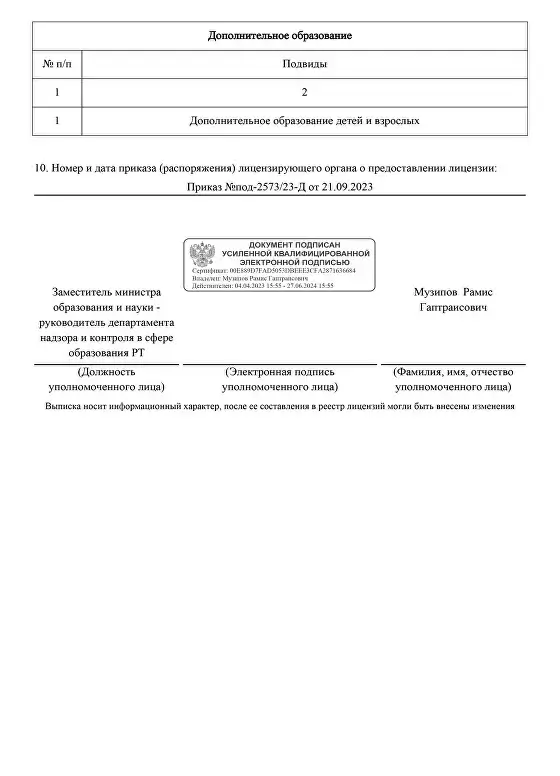 Дополнительное образование
№ п/п Подвиды
1 2
1 Дополнительное образование детей и взрослых
10. Номер и дата приказа (распоряжения) лицензирующего органа о предоставлении лицензии:
Приказ №под-2573/23-Д от 21.09.2023
ДОКУМЕНТ ПОДПИСАН
УСИЛЕННОЙ КВАЛИФИЦИРОВАННОЙ
ЭЛЕКТРОННОЙ ПОДПИСЬЮ
Сертификат: 00E889D7FAD5053DBEEE3CFA2871636684
Владелец: Музипов Рамис Гаптраисович
Действителен: 04.04.2023 15:55 - 27.06.2024 15:55
Заместитель министра
образования и науки -
руководитель департамента
надзора и контроля в сфере
образования РТ
Музипов Рамис
Гаптраисович
(Должность
уполномоченного лица)
(Электронная подпись
уполномоченного лица)
(Фамилия, имя, отчество
уполномоченного лица)
Выписка носит информационный характер, после ее составления в реестр лицензий могли быть внесены изменения